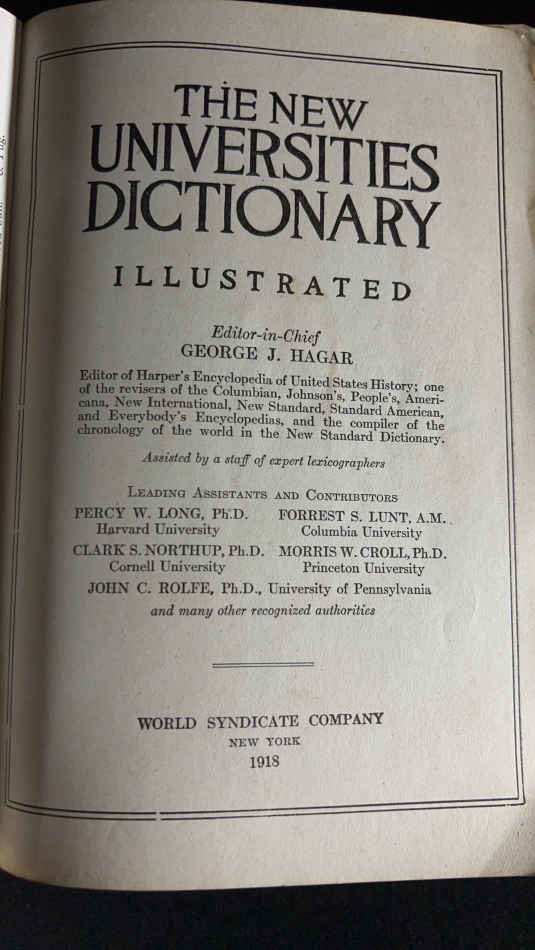 THE NEW
UNIVERSITIES
DICTIONARY
ILLUSTRATED
Editor-in-Chief
GEORGE J. HAGAR
Editor of Harper's Encyclopedia of United States History; one
of the revisers of the Columbian, Johnson's, People's, Ameri-
cana, New International, New Standard, Standard American,
and Everybody's Encyclopedias, and the compiler of the
chronology of the world in the New Standard Dictionary.
Assisted by a staff of expert lexicographers
LEADING ASSISTANTS AND CONTRIBUTORS
PERCY W. LONG, Ph.D. FORREST S. LUNT, A.M.
Harvard University Columbia University
CLARK S. NORTHUP, Ph.D. MORRIS W. CROLL, Ph.D.
Cornell University Princeton University
JOHN C. ROLFE, Ph.D., University of Pennsylvania
and many other recognized authorities
WORLD SYNDICATE COMPANY
NEW YORK
1918